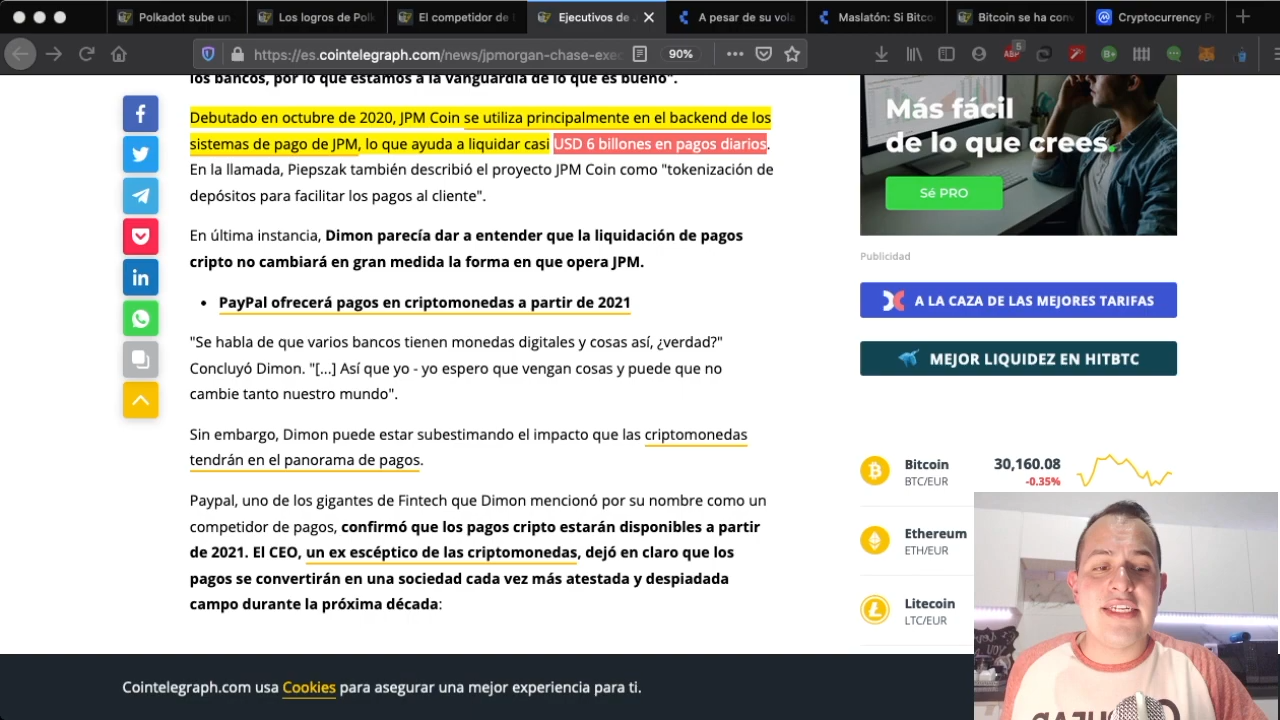 Polkadot sube un
Los logros de Polk
El competidor de
Ejecutivos de
A pesar de su vola
Maslatón: Si Bitco
Bitcoin se ha conv
Cryptocurrency P
https://es.cointelegraph.com/news/jpmorgan-chase-exec
90%
5
ABP
los bancos, por lo que estamos a la vanguardia de lo que es bueno".
Debutado en octubre de 2020, JPM Coin se utiliza principalmente en el backend de los
sistemas de pago de JPM, lo que ayuda a liquidar casi USD 6 billones en pagos diarios.
En la llamada, Piepszak también describió el proyecto JPM Coin como "tokenización de
depósitos para facilitar los pagos al cliente".
En última instancia, Dimon parecía dar a entender que la liquidación de pagos
cripto no cambiará en gran medida la forma en que opera JPM.
• PayPal ofrecerá pagos en criptomonedas a partir de 2021
"Se habla de que varios bancos tienen monedas digitales y cosas así, ¿verdad?"
Concluyó Dimon. "[...] Así que yo - yo espero que vengan cosas y puede que no
cambie tanto nuestro mundo".
Sin embargo, Dimon puede estar subestimando el impacto que las criptomonedas
tendrán en el panorama de pagos.
Paypal, uno de los gigantes de Fintech que Dimon mencionó por su nombre como un
competidor de pagos, confirmó que los pagos cripto estarán disponibles a partir
de 2021. El CEO, un ex escéptico de las criptomonedas, dejó en claro que los
pagos se convertirán en una sociedad cada vez más atestada y despiadada
campo durante la próxima década:
Más fácil
de lo que crees.
Sé PRO
Publicidad
A LA CAZA DE LAS MEJORES TARIFAS
MEJOR LIQUIDEZ EN HITBTC
Bitcoin 30,160.08
BTC/EUR -0.35%
Ethereum
ETH/EUR
Litecoin
LTC/EUR
Cointelegraph.com usa Cookies para asegurar una mejor experiencia para ti.